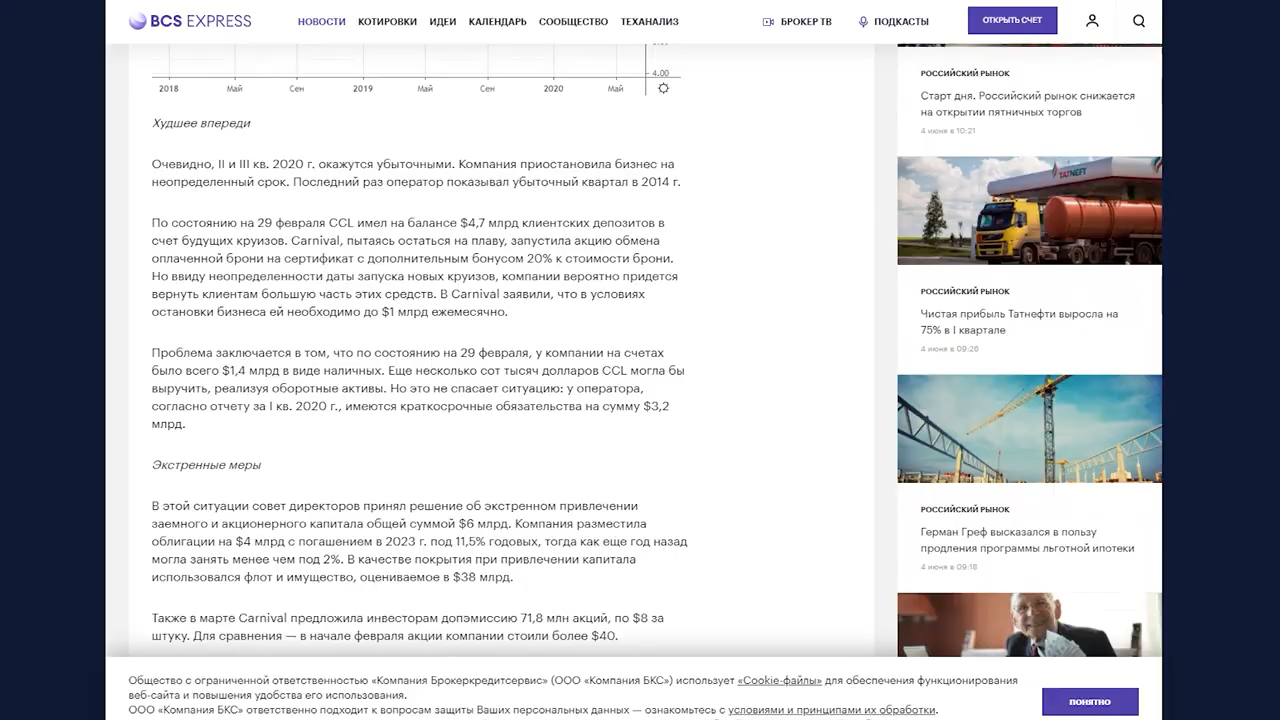 BCS EXPRESS
НОВОСТИ КОТИРОВКИ ИДЕИ КАЛЕНДАРЬ СООБЩЕСТВО ТЕХАНАЛИЗ
БРОКЕР ТВ ПОДКАСТЫ ОТКРЫТЬ СЧЕТ
4.00
2018 Май Сен 2019 Май Сен 2020 Май
Худшее впереди
Очевидно, II и III кв. 2020 г. окажутся убыточными. Компания приостановила бизнес на
неопределенный срок. Последний раз оператор показывал убыточный квартал в 2014 г.
По состоянию на 29 февраля CCL имел на балансе $4,7 млрд клиентских депозитов в
счет будущих круизов. Carnival, пытаясь остаться на плаву, запустила акцию обмена
оплаченной брони на сертификат с дополнительным бонусом 20% к стоимости брони.
Но ввиду неопределенности даты запуска новых круизов, компании вероятно придется
вернуть клиентам большую часть этих средств. В Carnival заявили, что в условиях
остановки бизнеса ей необходимо до $1 млрд ежемесячно.
Проблема заключается в том, что по состоянию на 29 февраля, у компании на счетах
было всего $1,4 млрд в виде наличных. Еще несколько сот тысяч долларов CCL могла бы
выручить, реализуя оборотные активы. Но это не спасает ситуацию: у оператора,
согласно отчету за I кв. 2020 г., имеются краткосрочные обязательства на сумму $3,2
млрд.
Экстренные меры
В этой ситуации совет директоров принял решение об экстренном привлечении
заемного и акционерного капитала общей суммой $6 млрд. Компания разместила
облигации на $4 млрд с погашением в 2023 г. под 11,5% годовых, тогда как еще год назад
могла занять менее чем под 2%. В качестве покрытия при привлечении капитала
использовался флот и имущество, оцениваемое в $38 млрд.
Также в марте Carnival предложила инвесторам допэмиссию 71,8 млн акций, по $8 за
штуку. Для сравнения — в начале февраля акции компании стоили более $40.
РОССИЙСКИЙ РЫНОК
Старт дня. Российский рынок снижается
на открытии пятничных торгов
4 июня в 10:21
TATNEFT
РОССИЙСКИЙ РЫНОК
Чистая прибыль Татнефти выросла на
75% в I квартале
4 июня в 09:26
РОССИЙСКИЙ РЫНОК
Герман Греф высказался в пользу
продления программы льготной ипотеки
4 июня в 09:18
Общество с ограниченной ответственностью «Компания Брокеркредитсервис» (ООО «Компания БКС») использует «Cookie-файлы» для обеспечения функционирования
веб-сайта и повышения удобства его использования.
ООО «Компания БКС» ответственно подходит к вопросам защиты Ваших персональных данных — ознакомьтесь с условиями и принципами их обработки.
ПОНЯТНО